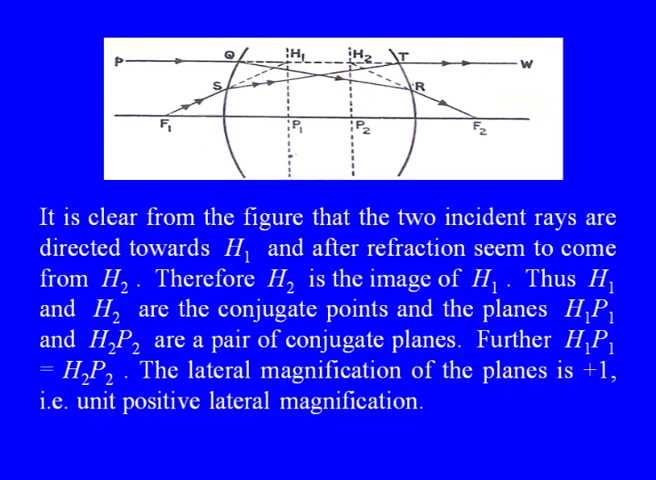 P Q H₁ H₂ T W
S R
F₁ P₁ P₂ F₂
It is clear from the figure that the two incident rays are
directed towards H₁ and after refraction seem to come
from H₂ . Therefore H₂ is the image of H₁ . Thus H₁
and H₂ are the conjugate points and the planes H₁P₁
and H₂P₂ are a pair of conjugate planes. Further H₁P₁
= H₂P₂ . The lateral magnification of the planes is +1,
i.e. unit positive lateral magnification.